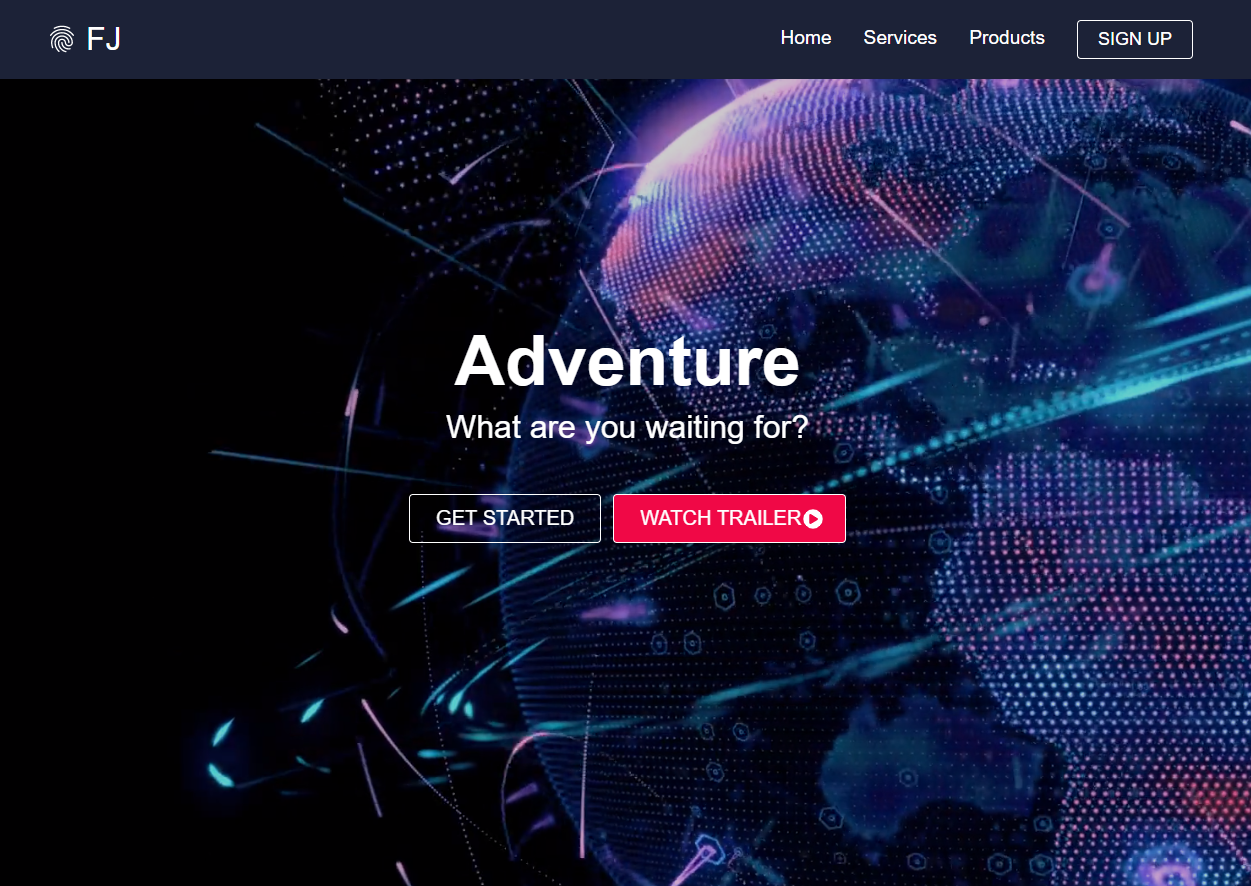 FJ
Home Services Products SIGN UP
Adventure
What are you waiting for?
GET STARTED WATCH TRAILER